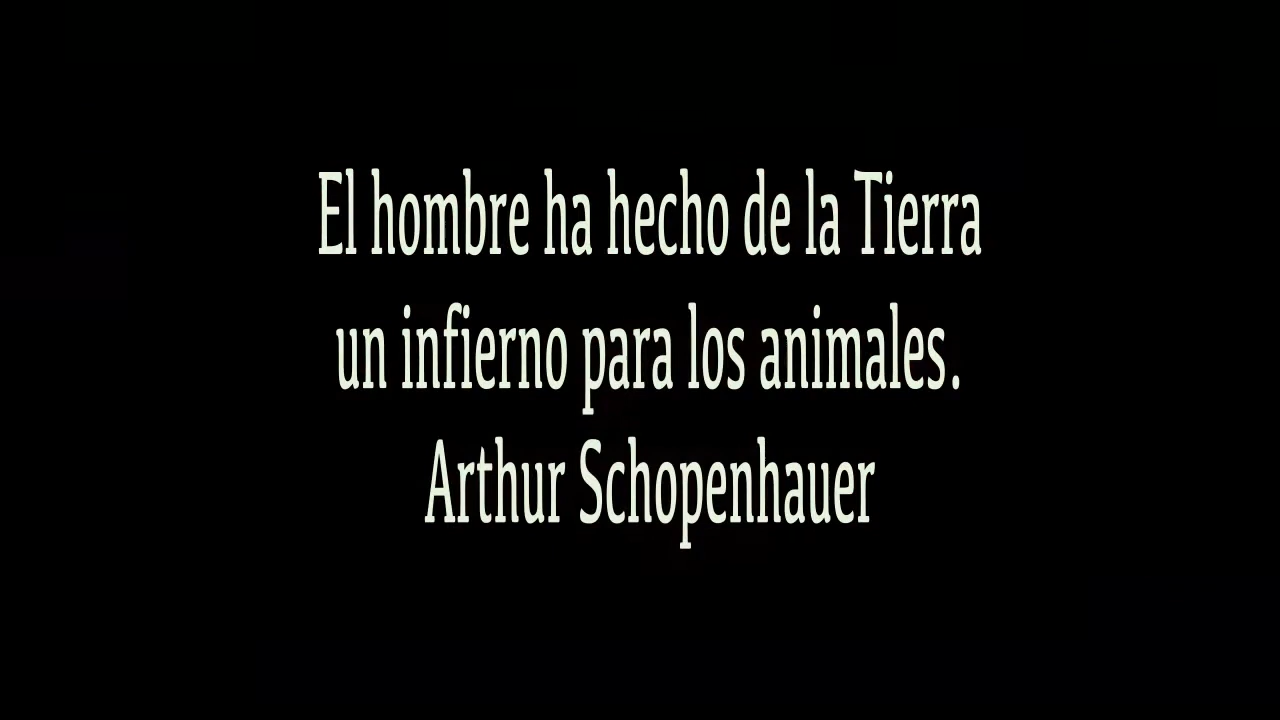 El hombre ha hecho de la Tierra
un infierno para los animales.
Arthur Schopenhauer